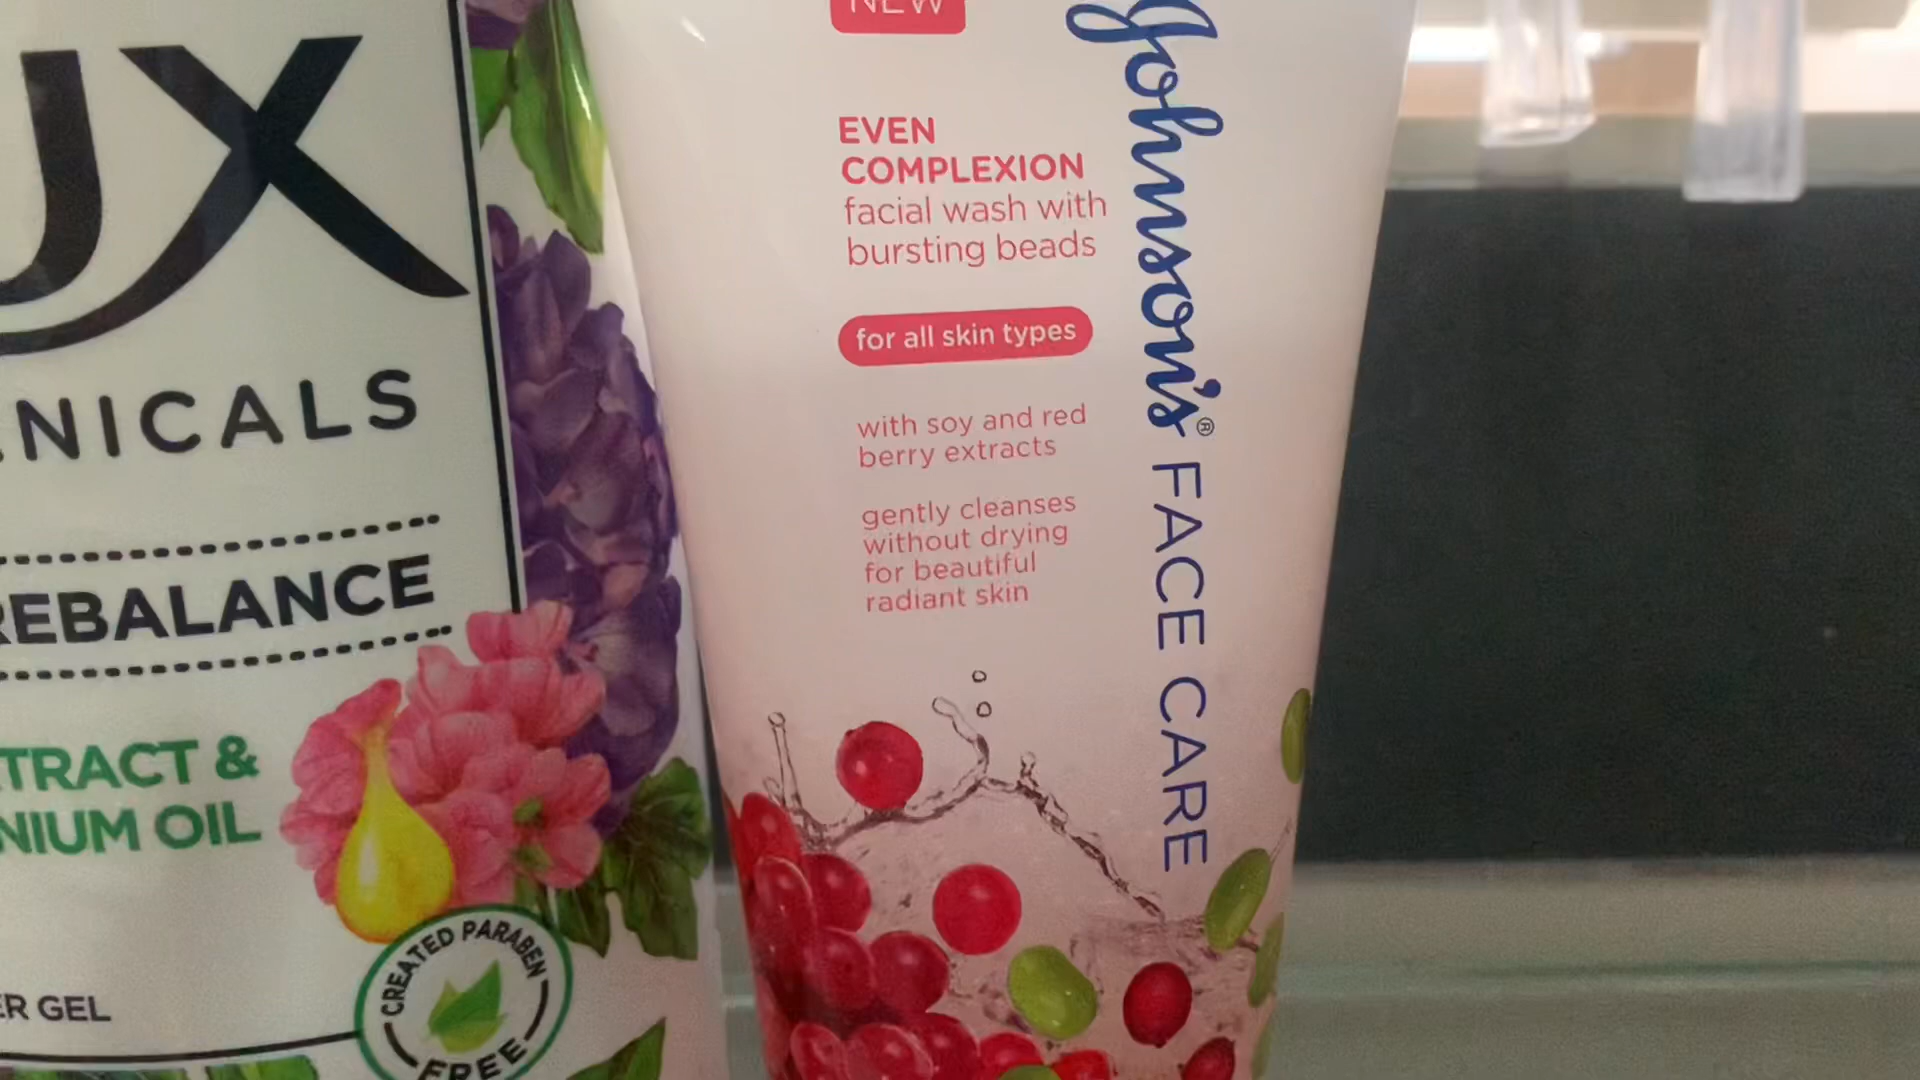 UX
NICALS
REBALANCE
TRACT &
NIUM OIL
ER GEL
CREATED PARABEN
FREE
NEW
EVEN
COMPLEXION
facial wash with
bursting beads
for all skin types
with soy and red
berry extracts
gently cleanses
without drying
for beautiful
radiant skin
Johnson's® FACE CARE